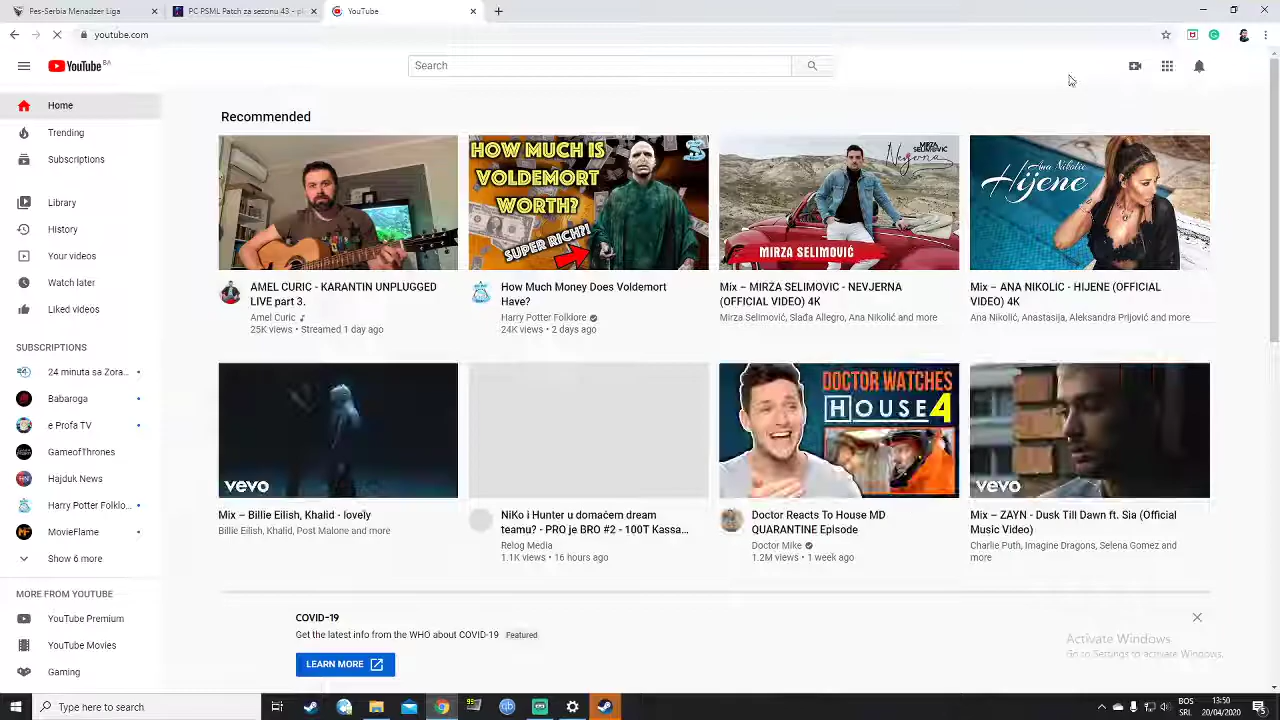 Pes-Serbia Menadzer Liga
PC PSML Patch za sezonu 43 - pl
YouTube
youtube.com
YouTube BA
Search
Home
Trending
Subscriptions
Library
History
Your videos
Watch later
Liked videos
SUBSCRIPTIONS
24 minuta sa Zora...
Babaroga
e Profa TV
GameofThrones
Hajduk News
Harry Potter Folklo...
MovieFlame
Show 6 more
MORE FROM YOUTUBE
YouTube Premium
YouTube Movies
Gaming
Recommended
AMEL CURIC - KARANTIN UNPLUGGED
LIVE part 3.
Amel Curic
25K views • Streamed 1 day ago
HOW MUCH IS
VOLDEMORT
WORTH?
SUPER RICH?!
How Much Money Does Voldemort
Have?
Harry Potter Folklore
24K views • 2 days ago
MIRZA
SELIMOVIĆ
Nevjerna
MIRZA SELIMOVIĆ
Mix – MIRZA SELIMOVIC - NEVJERNA
(OFFICIAL VIDEO) 4K
Mirza Selimović, Slađa Allegro, Ana Nikolić and more
Ana Nikolić
Hijene
Mix – ANA NIKOLIC - HIJENE (OFFICIAL
VIDEO) 4K
Ana Nikolić, Anastasija, Aleksandra Prijović and more
vevo
Mix – Billie Eilish, Khalid - lovely
Billie Eilish, Khalid, Post Malone and more
NiKo i Hunter u domaćem dream
teamu? - PRO je BRO #2 - 100T Kassa...
Relog Media
1.1K views • 16 hours ago
DOCTOR WATCHES
HOUSE 4
Doctor Reacts To House MD
QUARANTINE Episode
Doctor Mike
1.2M views • 1 week ago
vevo
Mix – ZAYN - Dusk Till Dawn ft. Sia (Official
Music Video)
Charlie Puth, Imagine Dragons, Selena Gomez and
more
COVID-19
Get the latest info from the WHO about COVID-19 Featured
LEARN MORE
Activate Windows
Go to Settings to activate Windows.
Type here to search
BOS
SRL
13:50
20/04/2020